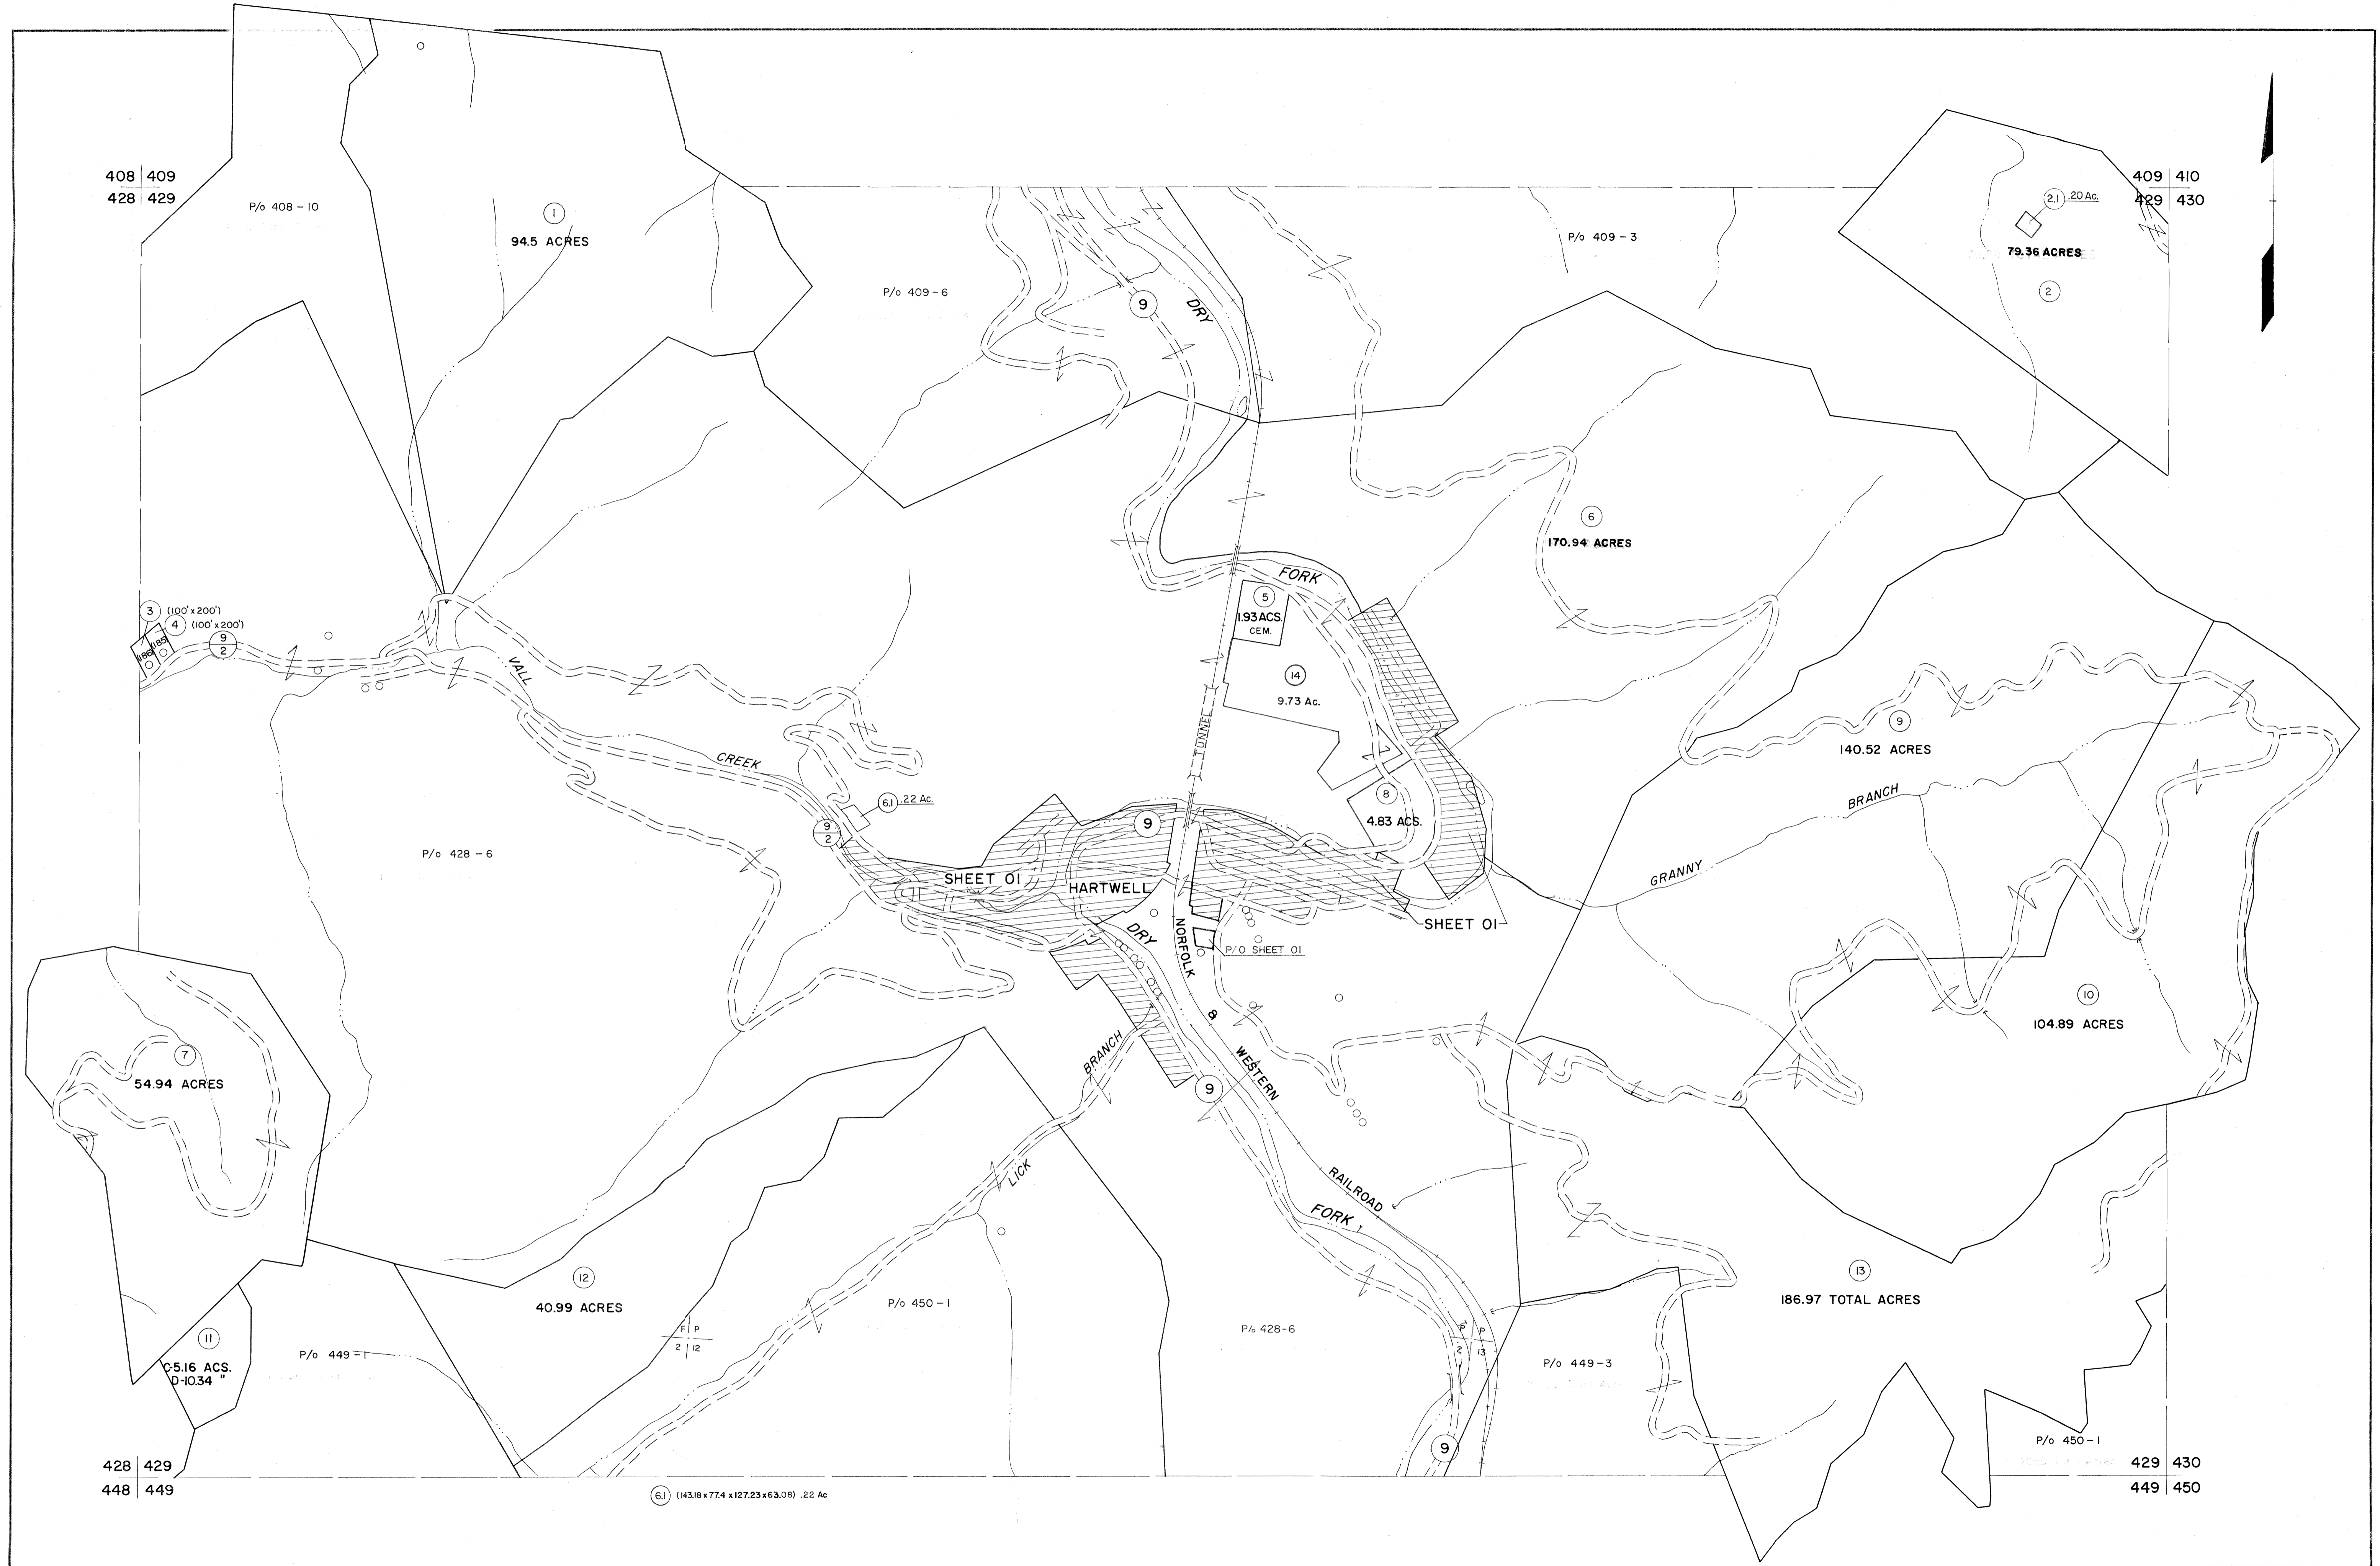 408 409
428 429
P/o 408-10
1
94.5 ACRES
P/o 409-6
9
DRY
P/o 409-3
409 410
429 430
2.1 .20 Ac.
79.36 ACRES
2
6
170.94 ACRES
FORK
5
1.93 ACS.
CEM.
3 (100' x 200')
4 (100' x 200')
186
185
9
2
VALL
14
9.73 Ac.
TUNNEL
9
140.52 ACRES
CREEK
BRANCH
8
4.83 ACS.
6.1 .22 Ac.
9
2
9
P/o 428-6
SHEET 01
HARTWELL
GRANNY
SHEET 01
DRY
NORFOLK
P/O SHEET 01
10
104.89 ACRES
&
7
54.94 ACRES
BRANCH
9
WESTERN
LICK
RAILROAD
FORK
12
40.99 ACRES
P/o 450-1
13
186.97 TOTAL ACRES
11
C-5.16 ACS.
D-10.34 "
P/o 449-1
F P
2 12
P/o 428-6
P P
2 13
P/o 449-3
9
P/o 450-1
428 429
448 449
6.1 (143.18 x 77.4 x 127.23 x 63.08) .22 Ac
429 430
449 450